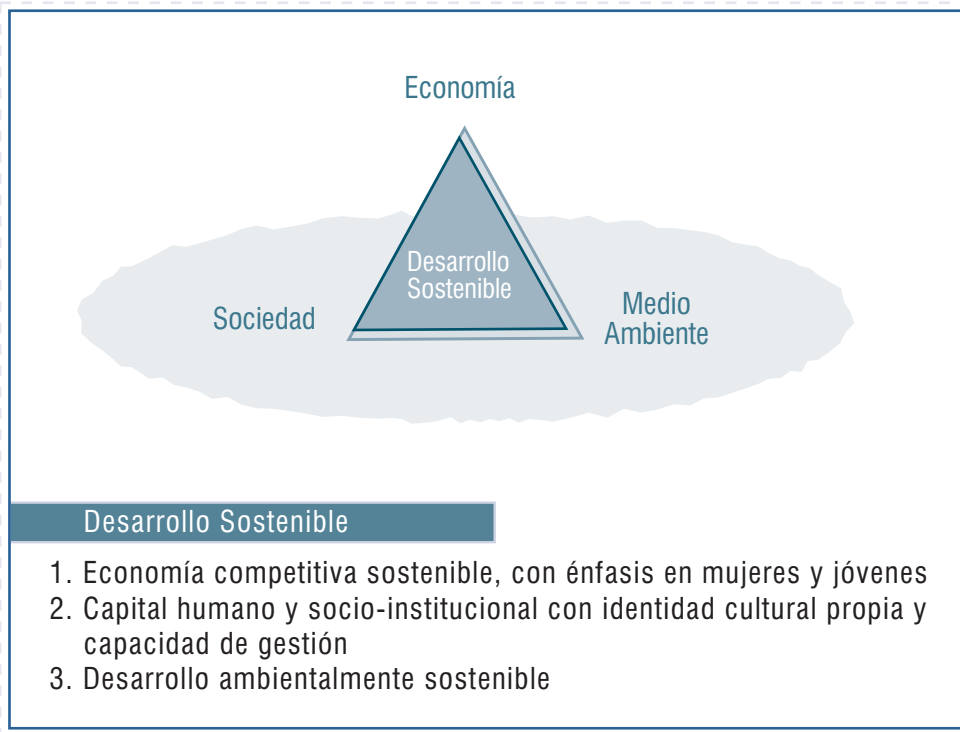 Economía
Desarrollo
Sostenible
Sociedad
Medio
Ambiente
Desarrollo Sostenible
1. Economía competitiva sostenible, con énfasis en mujeres y jóvenes
2. Capital humano y socio-institucional con identidad cultural propia y
capacidad de gestión
3. Desarrollo ambientalmente sostenible